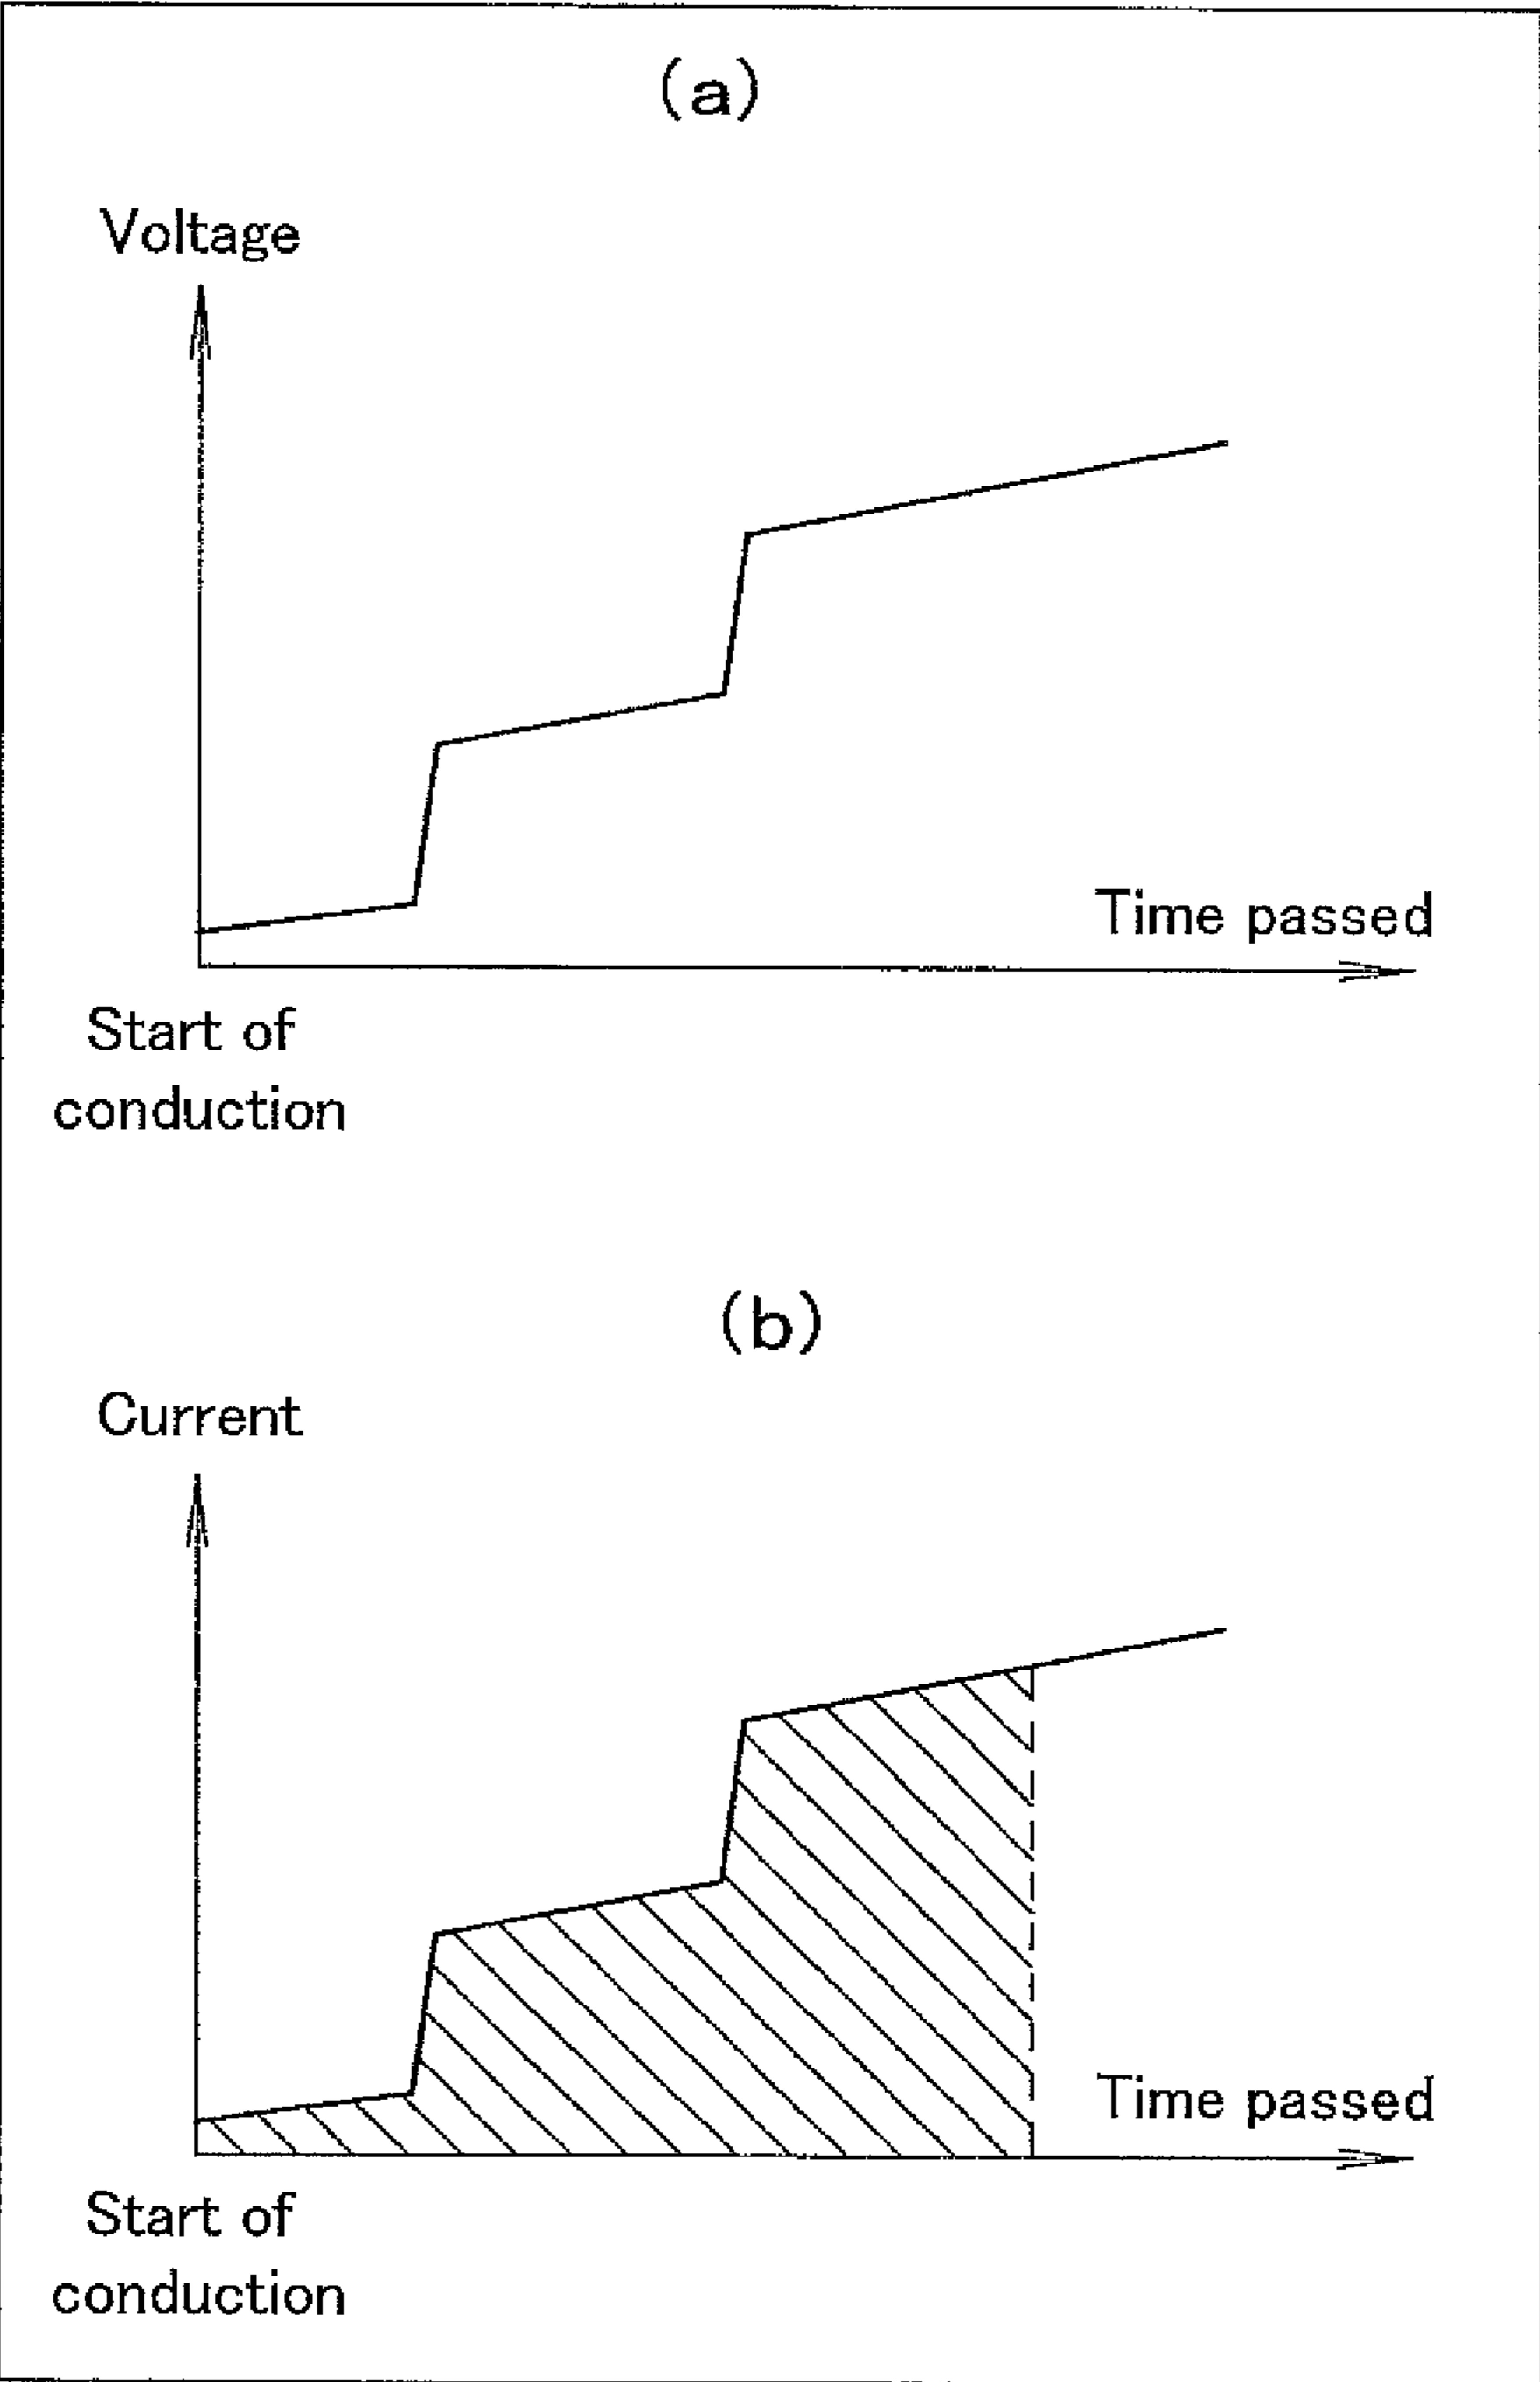 (a)
Voltage
Time passed
Start of
conduction
(b)
Current
Time passed
Start of
conduction